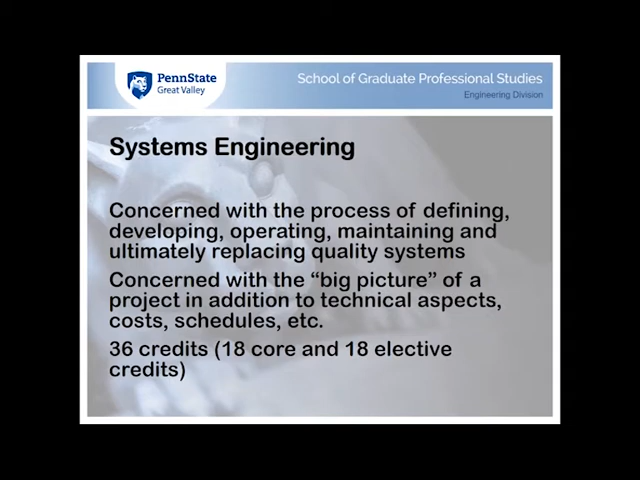 PennState
Great Valley
School of Graduate Professional Studies
Engineering Division
Systems Engineering
Concerned with the process of defining,
developing, operating, maintaining and
ultimately replacing quality systems
Concerned with the “big picture” of a
project in addition to technical aspects,
costs, schedules, etc.
36 credits (18 core and 18 elective
credits)